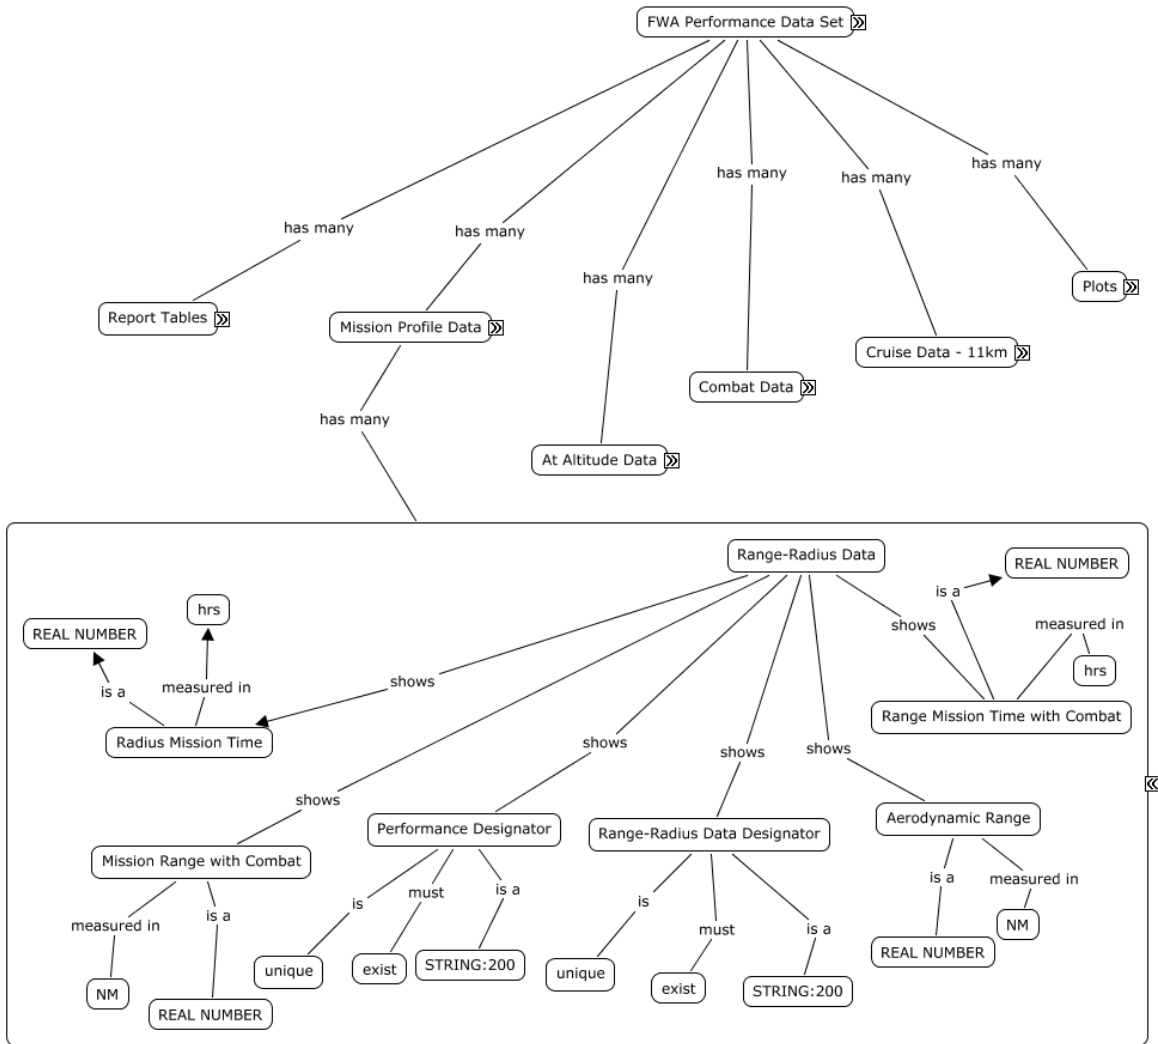 FWA Performance Data Set
has many
has many
has many
has many
has many
has many
Plots
Report Tables
Mission Profile Data
Cruise Data - 11km
Combat Data
has many
At Altitude Data
Range-Radius Data
REAL NUMBER
is a
hrs
REAL NUMBER
shows
measured in
hrs
is a
measured in
shows
Range Mission Time with Combat
Radius Mission Time
shows
shows
shows
shows
Performance Designator
Range-Radius Data Designator
Aerodynamic Range
Mission Range with Combat
measured in
is a
is
must
is a
is
must
is a
is a
measured in
NM
REAL NUMBER
unique
exist
STRING:200
unique
exist
STRING:200
REAL NUMBER
NM